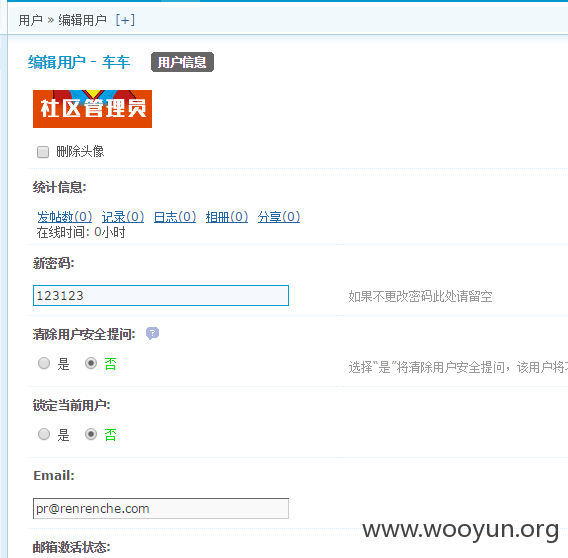 用户 » 编辑用户 [+]
编辑用户 - 车车 用户信息
社区管理员
删除头像
统计信息:
发帖数(0) 记录(0) 日志(0) 相册(0) 分享(0)
在线时间: 0小时
新密码:
123123 如果不更改密码此处请留空
清除用户安全提问: ?
是 否 选择“是”将清除用户安全提问，该用户将
锁定当前用户:
是 否
Email:
pr@renrenche.com
www.wooyun.org
邮箱激活状态: